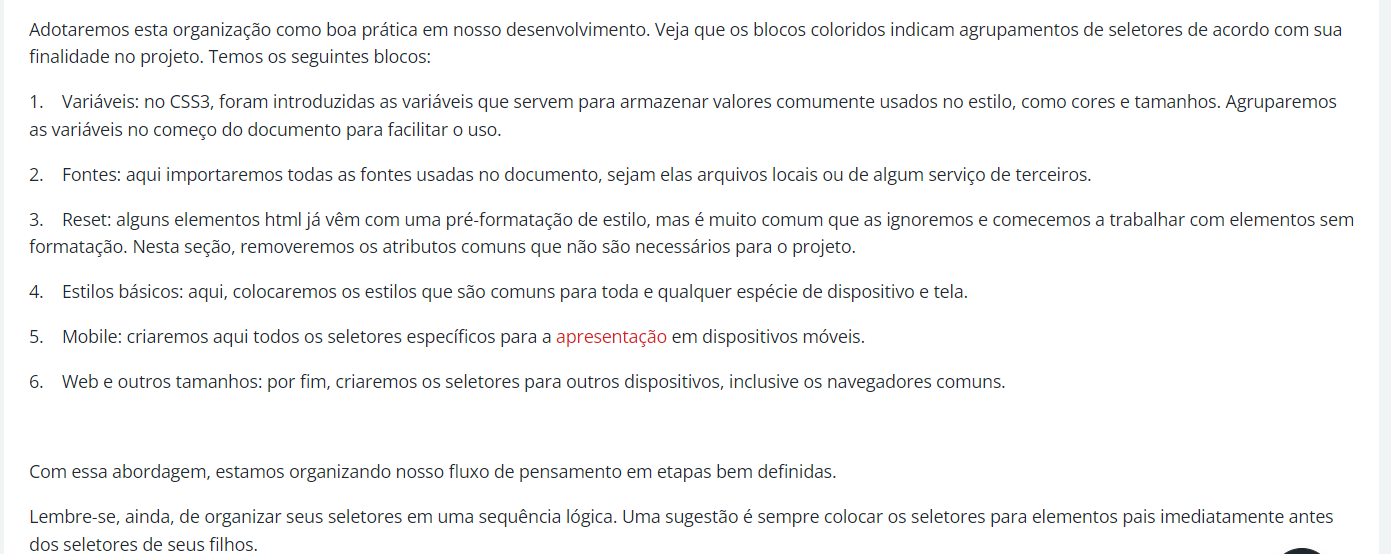 Adotaremos esta organização como boa prática em nosso desenvolvimento. Veja que os blocos coloridos indicam agrupamentos de seletores de acordo com sua
finalidade no projeto. Temos os seguintes blocos:
1. Variáveis: no CSS3, foram introduzidas as variáveis que servem para armazenar valores comumente usados no estilo, como cores e tamanhos. Agruparemos
as variáveis no começo do documento para facilitar o uso.
2. Fontes: aqui importaremos todas as fontes usadas no documento, sejam elas arquivos locais ou de algum serviço de terceiros.
3. Reset: alguns elementos html já vêm com uma pré-formatação de estilo, mas é muito comum que as ignoremos e comecemos a trabalhar com elementos sem
formatação. Nesta seção, removeremos os atributos comuns que não são necessários para o projeto.
4. Estilos básicos: aqui, colocaremos os estilos que são comuns para toda e qualquer espécie de dispositivo e tela.
5. Mobile: criaremos aqui todos os seletores específicos para a apresentação em dispositivos móveis.
6. Web e outros tamanhos: por fim, criaremos os seletores para outros dispositivos, inclusive os navegadores comuns.
Com essa abordagem, estamos organizando nosso fluxo de pensamento em etapas bem definidas.
Lembre-se, ainda, de organizar seus seletores em uma sequência lógica. Uma sugestão é sempre colocar os seletores para elementos pais imediatamente antes
dos seletores de seus filhos.